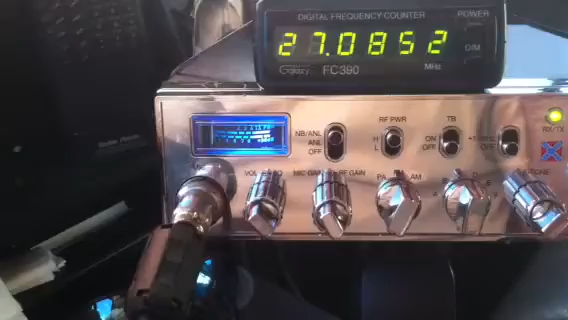 DIGITAL FREQUENCY COUNTER
POWER
27.0852
DIM
Galaxy
FC390
MHz
RF PWR
TB
NB/ANL
ANL
OFF
H
L
ON
OFF
RX/TX
VOL
MIC GAIN
RF GAIN
PA
AM